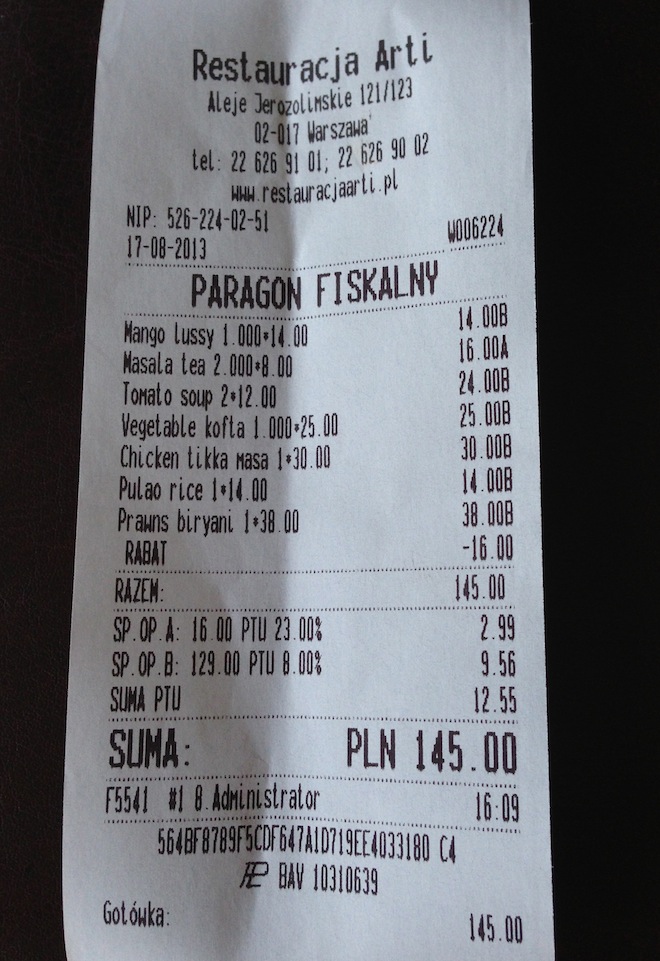 Restauracja Arti
Aleje Jerozolimskie 121/123
02-017 Warszawa
tel: 22 626 91 01; 22 626 90 02
www.restauracjaarti.pl
NIP: 526-224-02-51
17-08-2013 W006224
PARAGON FISKALNY
Mango lussy 1.000*14.00 14.00B
Masala tea 2.000*8.00 16.00A
Tomato soup 2*12.00 24.00B
Vegetable kofta 1.000*25.00 25.00B
Chicken tikka masa 1*30.00 30.00B
Pulao rice 1*14.00 14.00B
Prawns biryani 1*38.00 38.00B
RABAT -16.00
RAZEM: 145.00
SP.OP.A: 16.00 PTU 23.00% 2.99
SP.OP.B: 129.00 PTU 8.00% 9.56
SUMA PTU 12.55
SUMA: PLN 145.00
F5541 #1 8.Administrator 16:09
564BF8789F5CDF647A1D719EE4033180 C4
BAV 10310639
Gotówka: 145.00